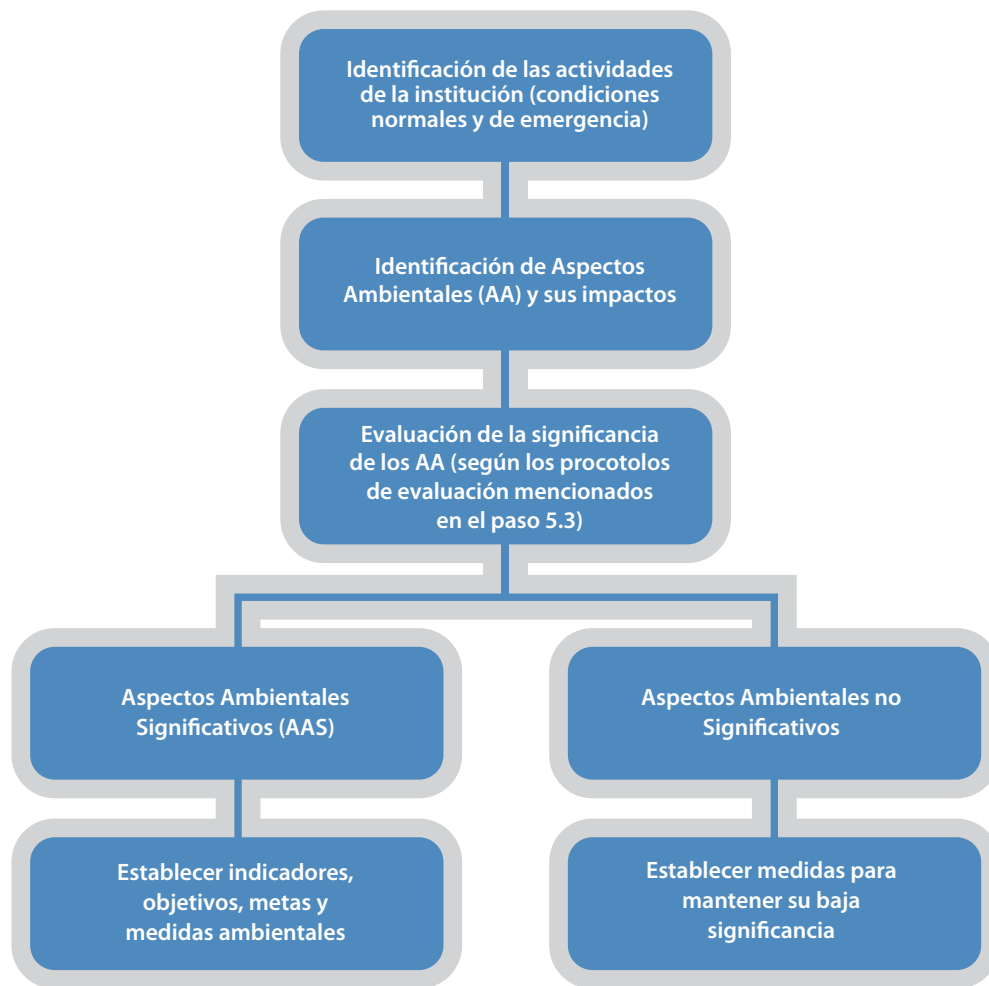 Identificación de las actividades
de la institución (condiciones
normales y de emergencia)
Identificación de Aspectos
Ambientales (AA) y sus impactos
Evaluación de la significancia
de los AA (según los procotolos
de evaluación mencionados
en el paso 5.3)
Aspectos Ambientales
Significativos (AAS)
Aspectos Ambientales no
Significativos
Establecer indicadores,
objetivos, metas y
medidas ambientales
Establecer medidas para
mantener su baja
significancia